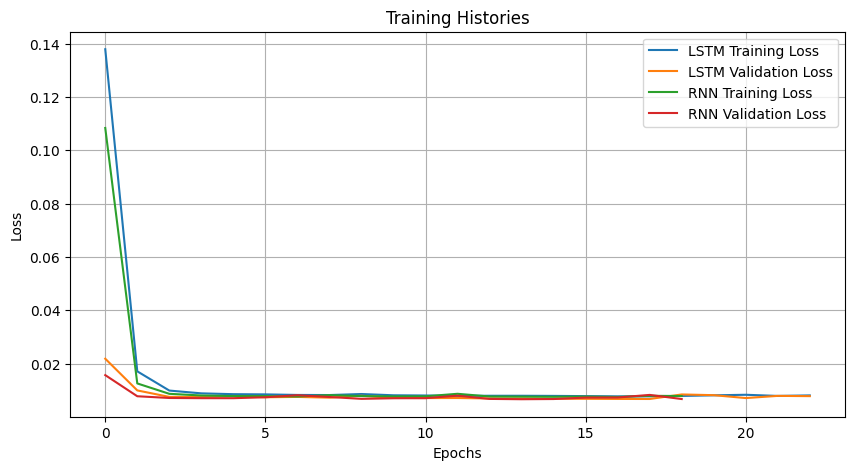 Training Histories
LSTM Training Loss
LSTM Validation Loss
RNN Training Loss
RNN Validation Loss
Loss
0.14
0.12
0.10
0.08
0.06
0.04
0.02
0 5 10 15 20
Epochs